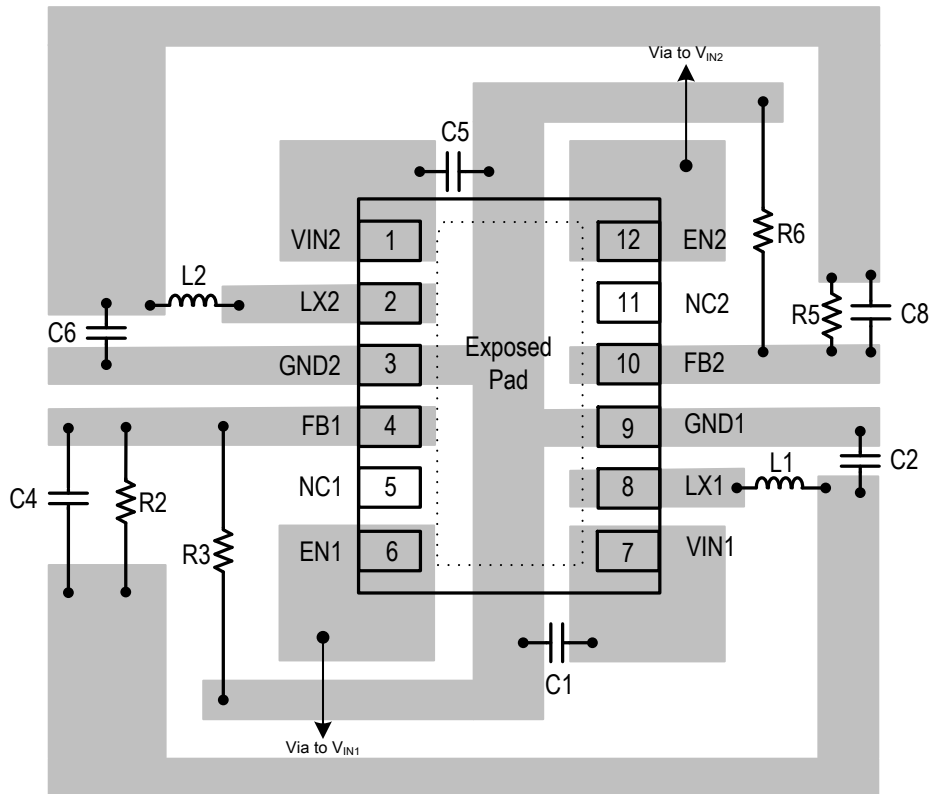 Via to VIN2
C5
VIN2
1
12
EN2
R6
L2
LX2
2
11
NC2
R5
C8
C6
GND2
3
Exposed
Pad
10
FB2
FB1
4
9
GND1
C4
R2
NC1
5
8
LX1
L1
C2
R3
EN1
6
7
VIN1
C1
Via to VIN1